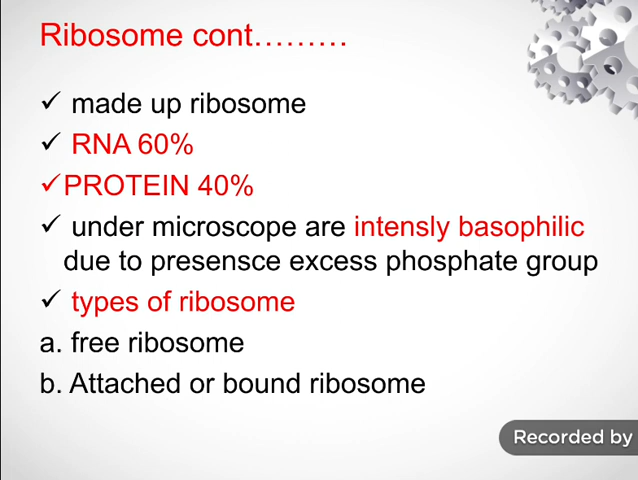 Ribosome cont………
✓ made up ribosome
✓ RNA 60%
✓PROTEIN 40%
✓ under microscope are intensly basophilic
due to presensce excess phosphate group
✓ types of ribosome
a. free ribosome
b. Attached or bound ribosome
Recorded by